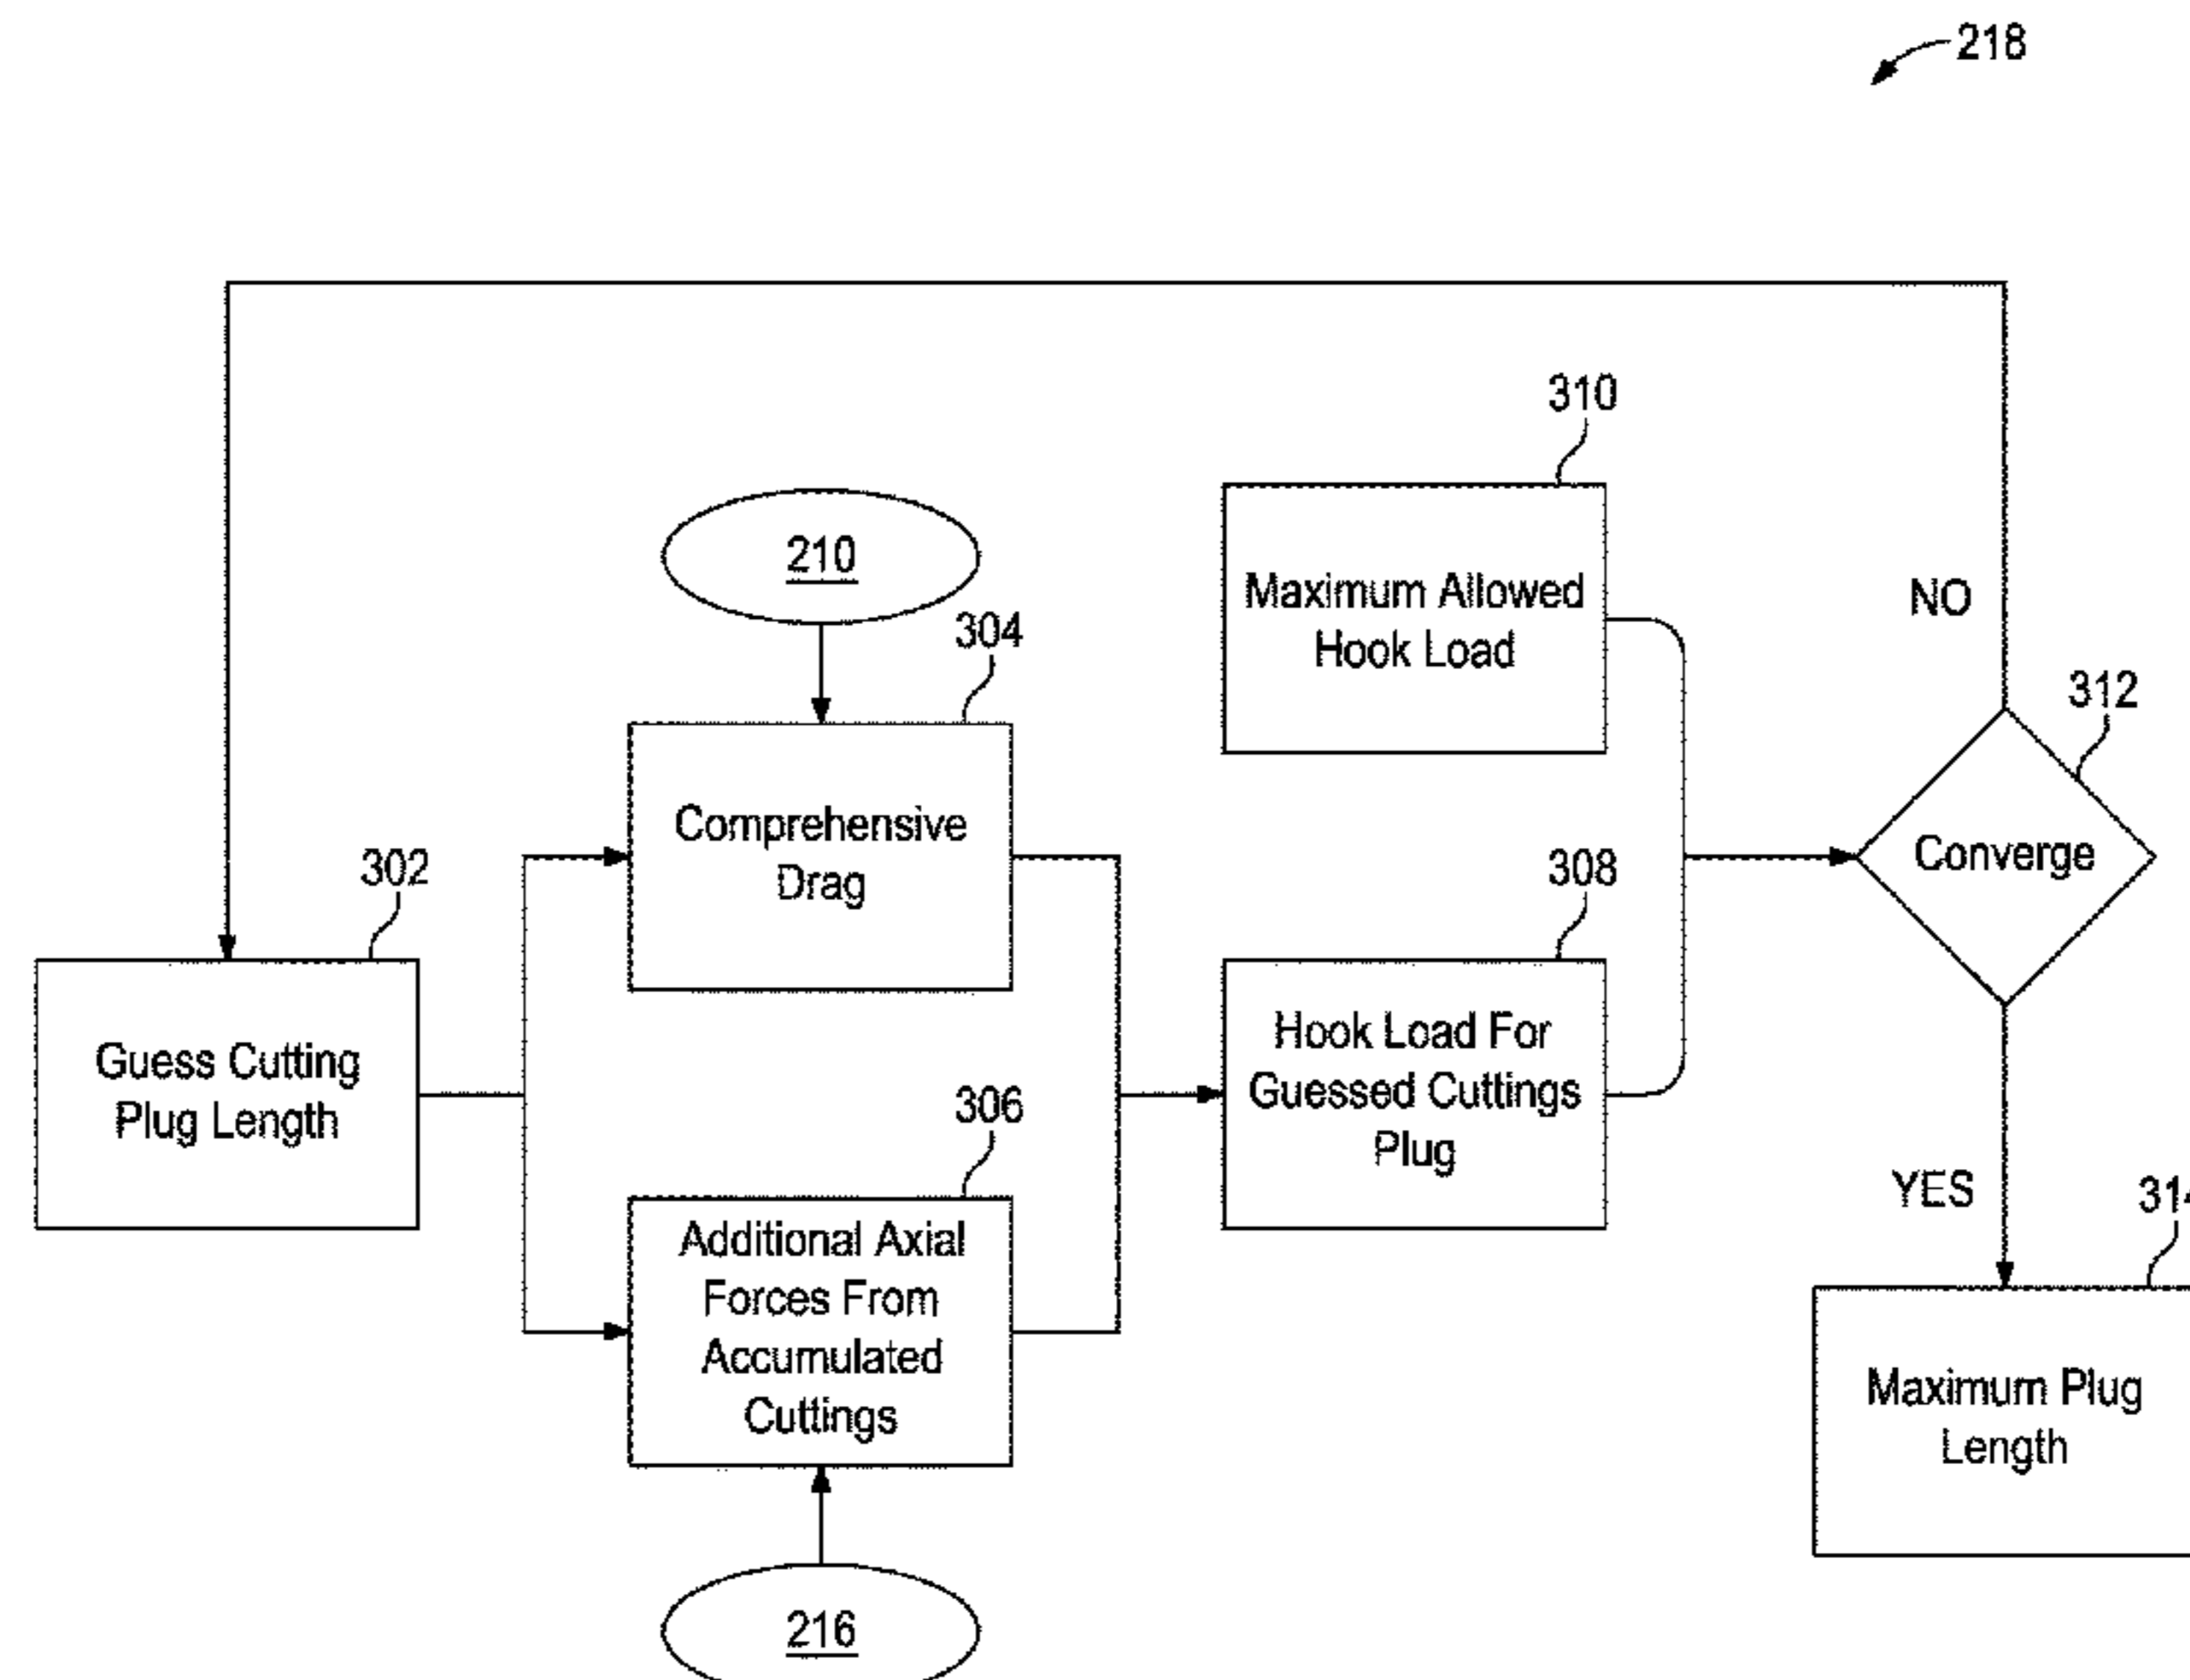 218
310
Maximum Allowed
Hook Load
NO
210
304
Comprehensive
Drag
312
Converge
302
Guess Cutting
Plug Length
308
Hook Load For
Guessed Cuttings
Plug
306
Additional Axial
Forces From
Accumulated
Cuttings
YES
314
Maximum Plug
Length
216